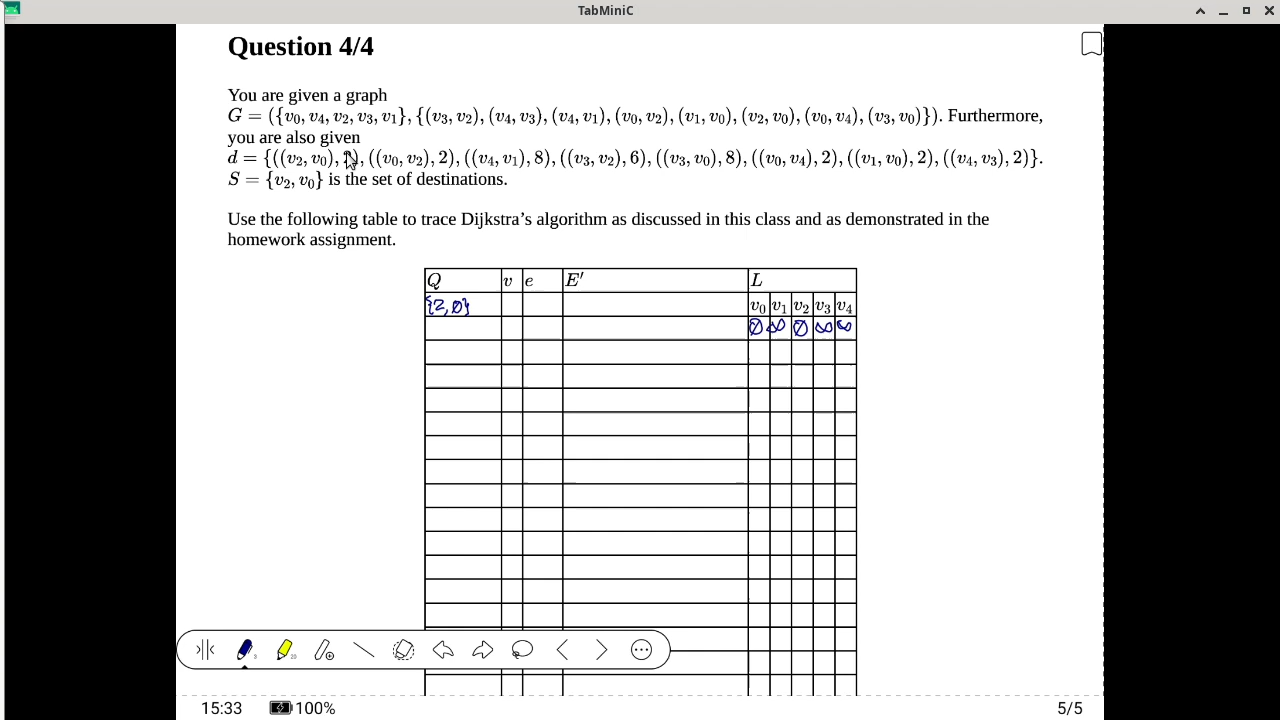 TabMiniC
Question 4/4
You are given a graph
G = ({v₀, v₄, v₂, v₃, v₁}, {(v₃, v₂), (v₄, v₃), (v₄, v₁), (v₀, v₂), (v₁, v₀), (v₂, v₀), (v₀, v₄), (v₃, v₀)}). Furthermore,
you are also given
d = {((v₂, v₀), ), ((v₀, v₂), 2), ((v₄, v₁), 8), ((v₃, v₂), 6), ((v₃, v₀), 8), ((v₀, v₄), 2), ((v₁, v₀), 2), ((v₄, v₃), 2)}.
S = {v₂, v₀} is the set of destinations.
Use the following table to trace Dijkstra's algorithm as discussed in this class and as demonstrated in the
homework assignment.
Q v e E′ L
{2,0} v₀ v₁ v₂ v₃ v₄
0 ∞ 0 ∞ ∞
15:33 100% 5/5